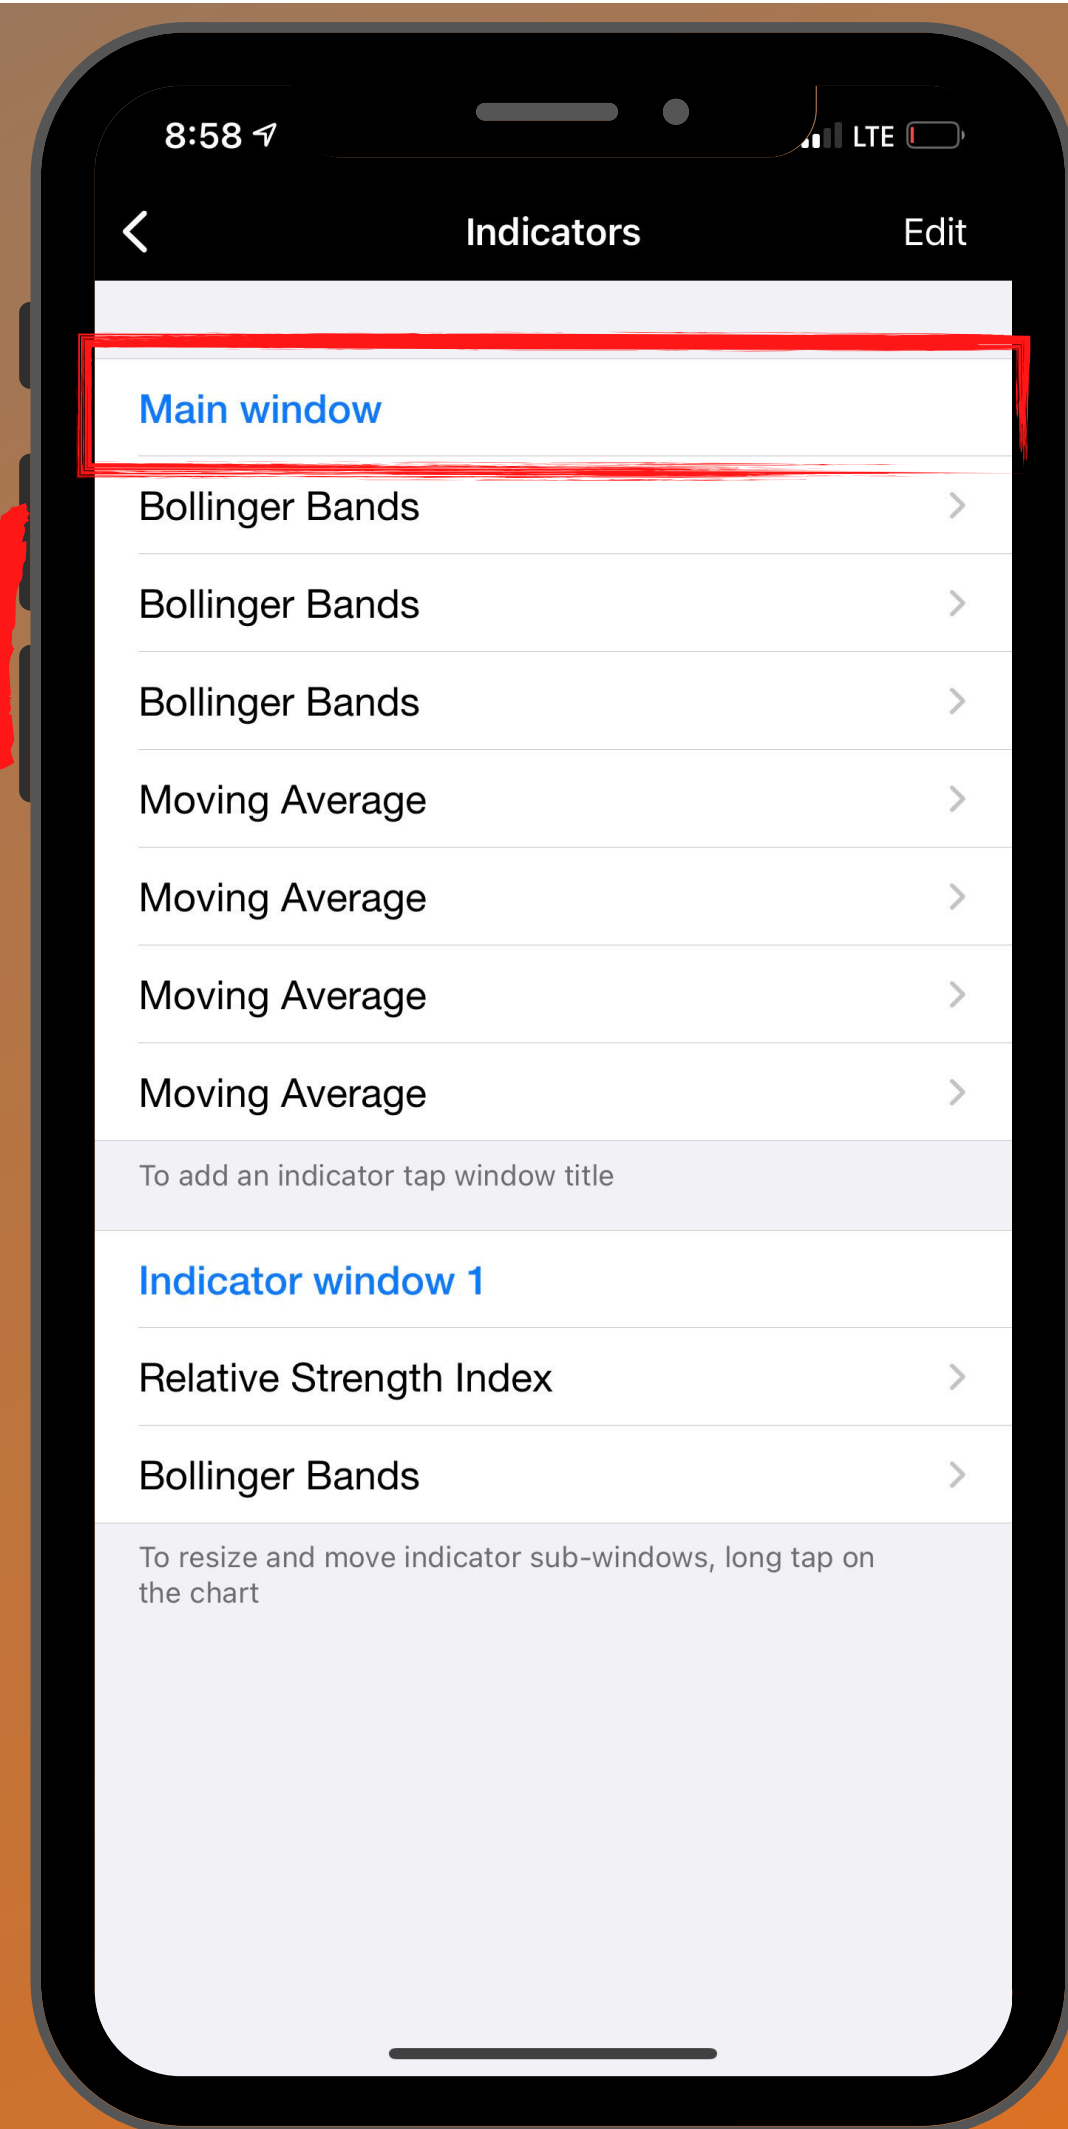 8:58
LTE
Indicators
Edit
Main window
Bollinger Bands
Bollinger Bands
Bollinger Bands
Moving Average
Moving Average
Moving Average
Moving Average
To add an indicator tap window title
Indicator window 1
Relative Strength Index
Bollinger Bands
To resize and move indicator sub-windows, long tap on
the chart